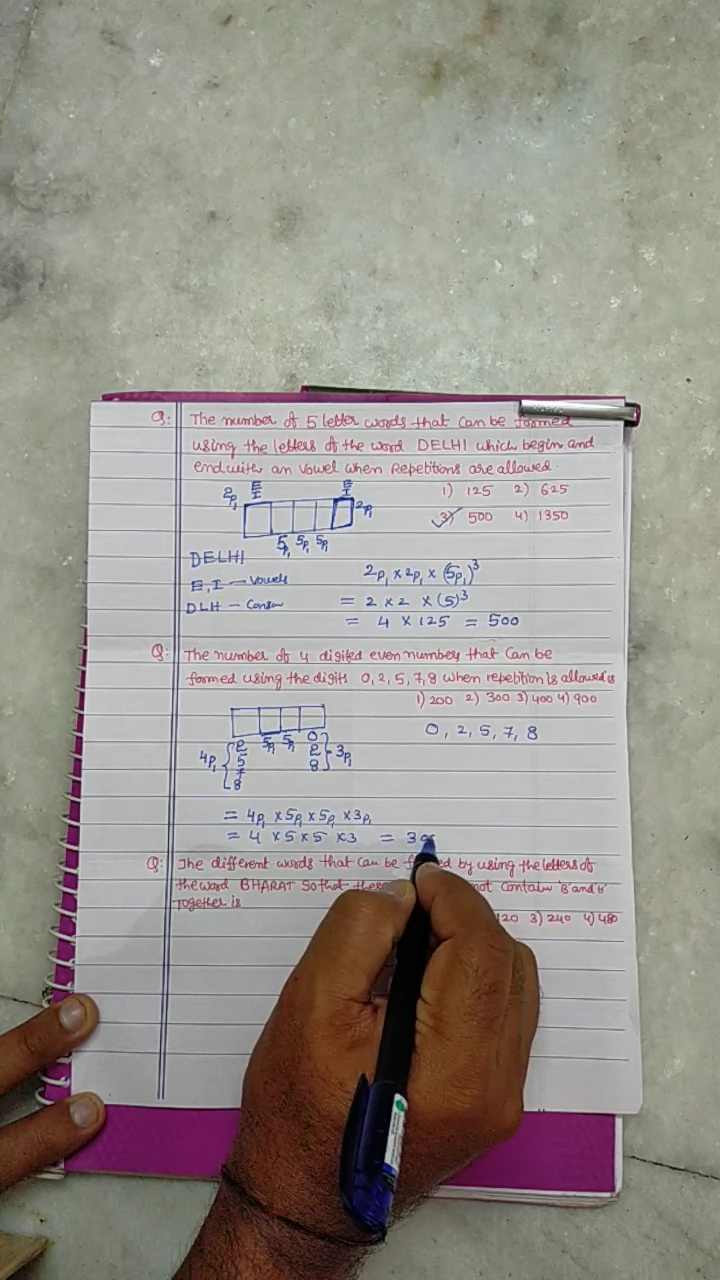 Q: The number of 5 letter words that can be formed
using the letters of the word DELHI which begin and
end with an vowel when Repetitions are allowed.
1) 125 2) 625
3) 500 4) 1350
E I E I
2P₁ 2P₁
5P₁ 5P₁ 5P₁
DELHI
E, I — Vowels
DLH — Conson
2P₁ × 2P₁ × (5P₁)³
= 2 × 2 × (5)³
= 4 × 125 = 500
Q: The number of 4 digited even numbers that can be
formed using the digits 0, 2, 5, 7, 8 when repetition is allowed is
1) 200 2) 300 3) 400 4) 900
0, 2, 5, 7, 8
4P₁ { 2 5 7 8 5P₁ 5P₁ 0 2 8 } 3P₁
= 4P₁ × 5P₁ × 5P₁ × 3P₁
= 4 × 5 × 5 × 3 = 30
Q: The different words that can be by using the letters of
the word BHARAT so that not contain 'B' and 'H'
together is
120 3) 240 4) 480